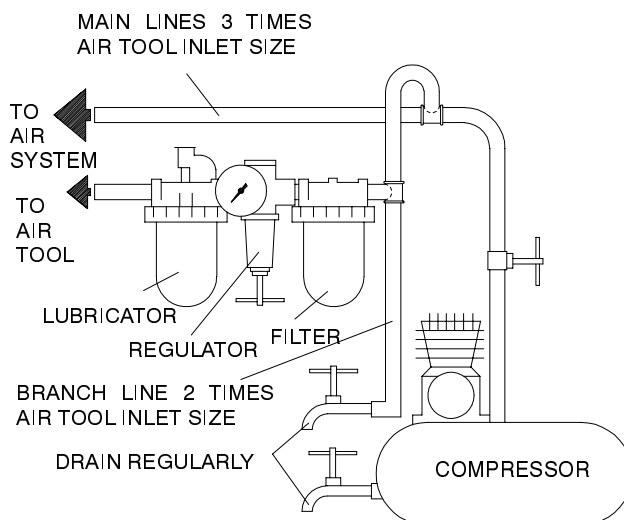 MAIN LINES 3 TIMES
AIR TOOL INLET SIZE
TO
AIR
SYSTEM
TO
AIR
TOOL
LUBRICATOR
REGULATOR
FILTER
BRANCH LINE 2 TIMES
AIR TOOL INLET SIZE
DRAIN REGULARLY
COMPRESSOR